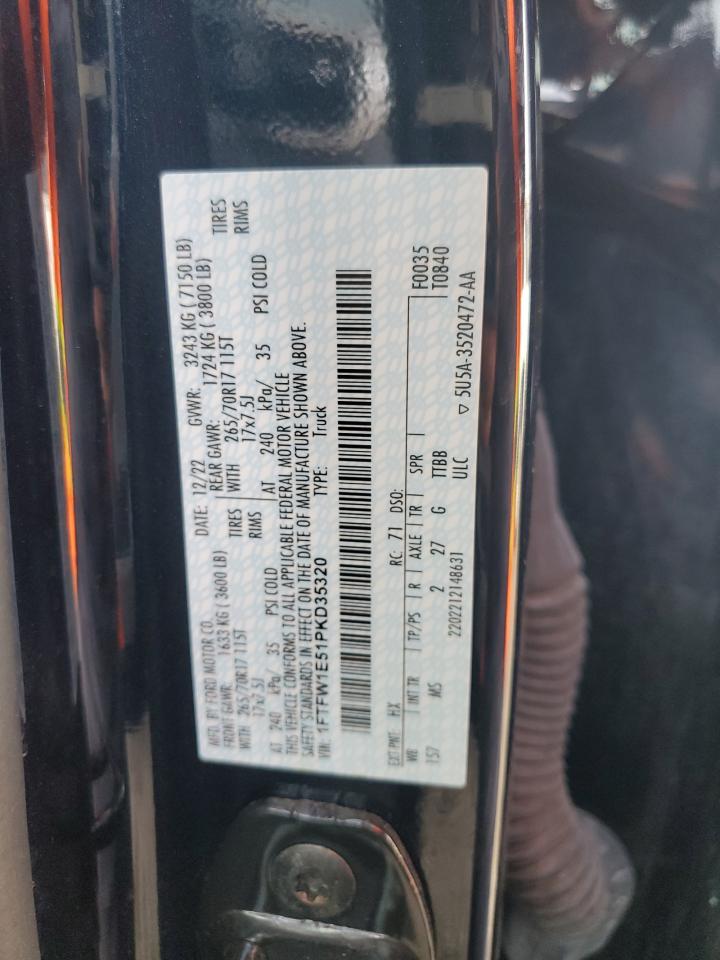 MFD. BY FORD MOTOR CO.
DATE: 12/22 GVWR: 3243 KG ( 7150 LB)
FRONT GAWR: 1633 KG ( 3600 LB) REAR GAWR: 1724 KG ( 3800 LB)
WITH 265/70R17 115T TIRES WITH 265/70R17 115T TIRES
17x7.5J RIMS 17x7.5J RIMS
AT 240 kPa/ 35 PSI COLD AT 240 kPa/ 35 PSI COLD
THIS VEHICLE CONFORMS TO ALL APPLICABLE FEDERAL MOTOR VEHICLE
SAFETY STANDARDS IN EFFECT ON THE DATE OF MANUFACTURE SHOWN ABOVE.
VIN: 1FTFW1E51PKD35320 TYPE: Truck
EXT PNT: HX RC: 71 DSO: F0035
WB INT TR TP/PS R AXLE TR SPR T0840
157 MS 2 27 G TTBB
2202212148631 ULC ▽ 5U5A-3520472-AA